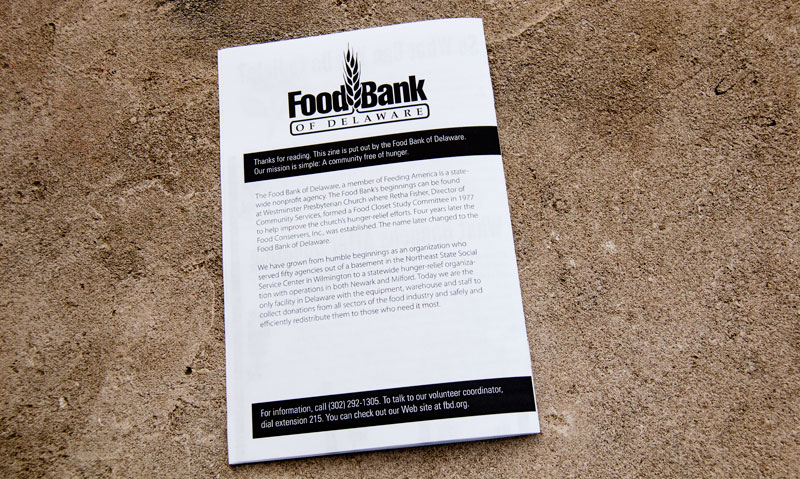 Food Bank
OF DELAWARE
Thanks for reading. This zine is put out by the Food Bank of Delaware.
Our mission is simple: A community free of hunger.
The Food Bank of Delaware, a member of Feeding America is a state-
wide nonprofit agency. The Food Bank's beginnings can be found
at Westminster Presbyterian Church where Retha Fisher, Director of
Community Services, formed a Food Closet Study Committee in 1977
to help improve the church's hunger-relief efforts. Four years later the
Food Conservers, Inc., was established. The name later changed to the
Food Bank of Delaware.
We have grown from humble beginnings as an organization who
served fifty agencies out of a basement in the Northeast State Social
Service Center in Wilmington to a statewide hunger-relief organiza-
tion with operations in both Newark and Milford. Today we are the
only facility in Delaware with the equipment, warehouse and staff to
collect donations from all sectors of the food industry and safely and
efficiently redistribute them to those who need it most.
For information, call (302) 292-1305. To talk to our volunteer coordinator,
dial extension 215. You can check out our Web site at fbd.org.